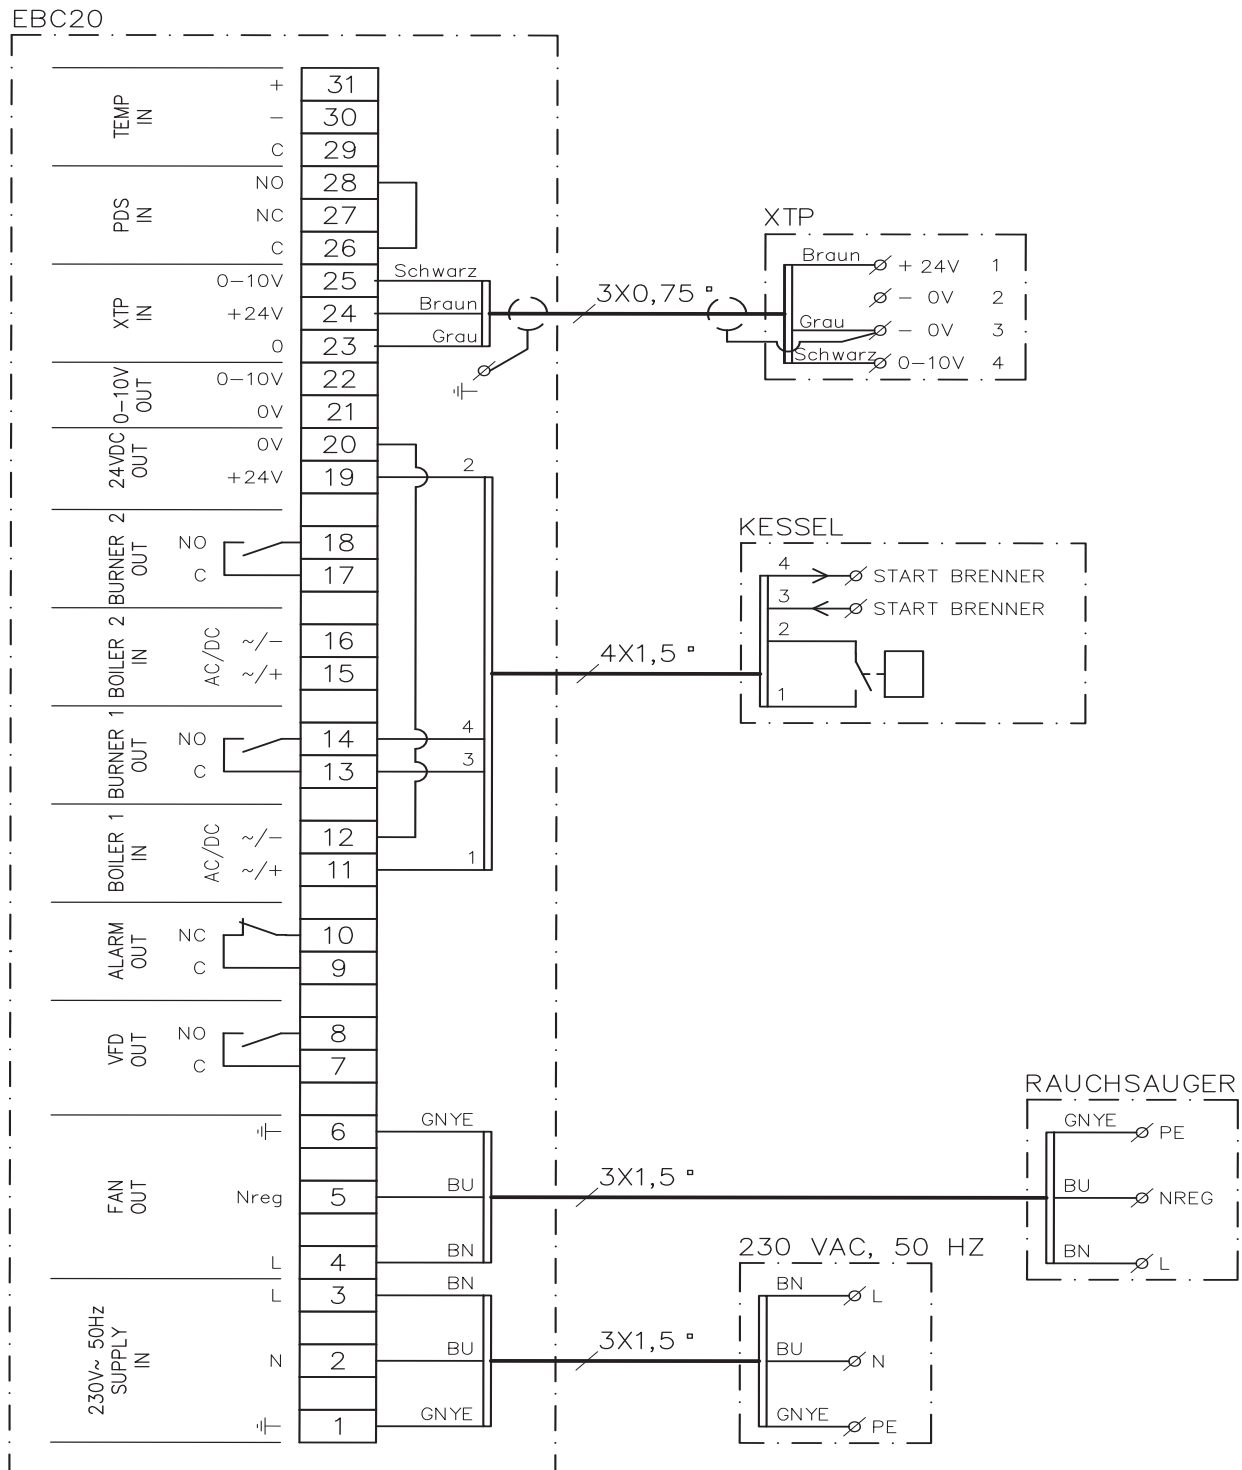 EBC20
TEMP IN
+ 31
- 30
C 29
PDS IN
NO 28
NC 27
C 26
XTP IN
0-10V 25 Schwarz
+24V 24 Braun
0 23 Grau
3X0,75 ▫
0-10V OUT
0-10V 22
0V 21
24VDC OUT
0V 20
+24V 19 2
BURNER 2 OUT
NO 18
C 17
BOILER 2 IN
AC/DC
~/- 16
~/+ 15
4X1,5 ▫
BURNER 1 OUT
NO 14 4
C 13 3
BOILER 1 IN
AC/DC
~/- 12
~/+ 11 1
ALARM OUT
NC 10
C 9
VFD OUT
NO 8
C 7
FAN OUT
6 GNYE
Nreg 5 BU
L 4 BN
3X1,5 ▫
230V~ 50Hz SUPPLY IN
L 3 BN
N 2 BU
1 GNYE
3X1,5 ▫
XTP
Braun + 24V 1
- 0V 2
Grau - 0V 3
Schwarz 0-10V 4
KESSEL
4 START BRENNER
3 START BRENNER
2
1
RAUCHSAUGER
GNYE PE
BU NREG
BN L
230 VAC, 50 HZ
BN L
BU N
GNYE PE